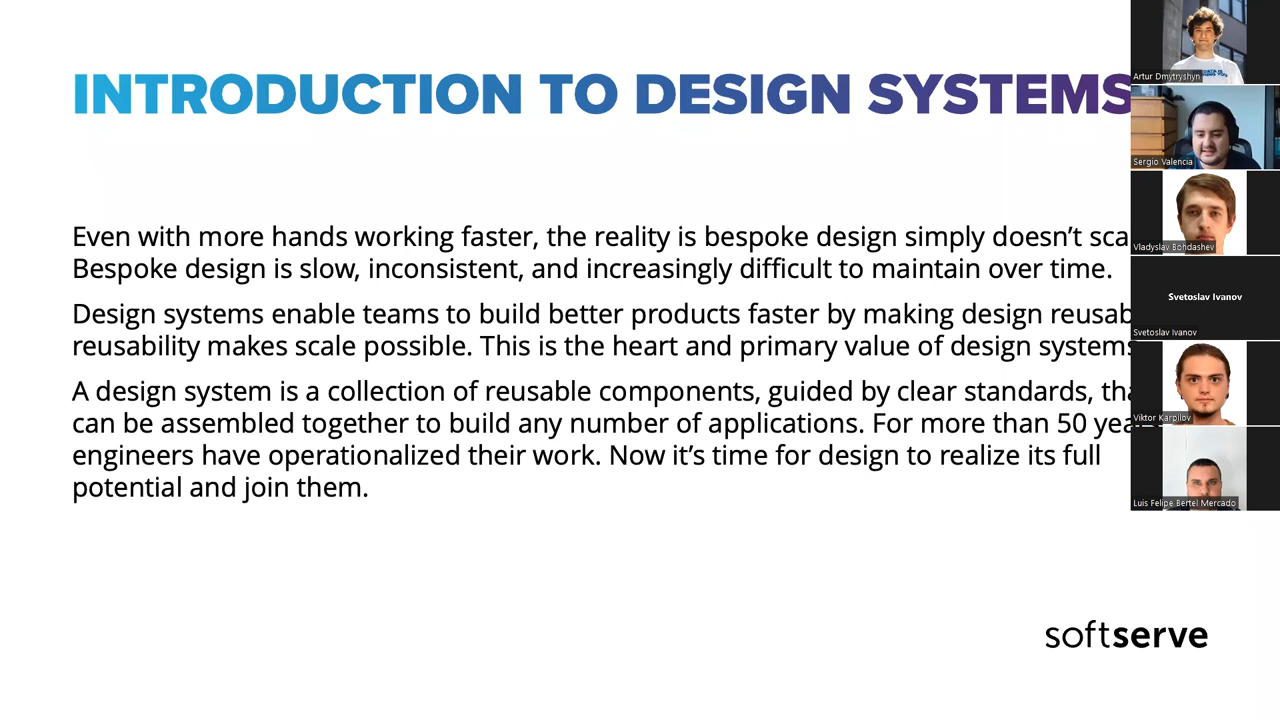 INTRODUCTION TO DESIGN SYSTEMS
Even with more hands working faster, the reality is bespoke design simply doesn’t sca
Bespoke design is slow, inconsistent, and increasingly difficult to maintain over time.
Design systems enable teams to build better products faster by making design reusab
reusability makes scale possible. This is the heart and primary value of design systems
A design system is a collection of reusable components, guided by clear standards, tha
can be assembled together to build any number of applications. For more than 50 yea
engineers have operationalized their work. Now it’s time for design to realize its full
potential and join them.
softserve
Artur Dmytryshyn
Sergio Valencia
Vladyslav Bohdashev
Svetoslav Ivanov
Svetoslav Ivanov
Viktor Karpilov
Luis Felipe Bertel Mercado